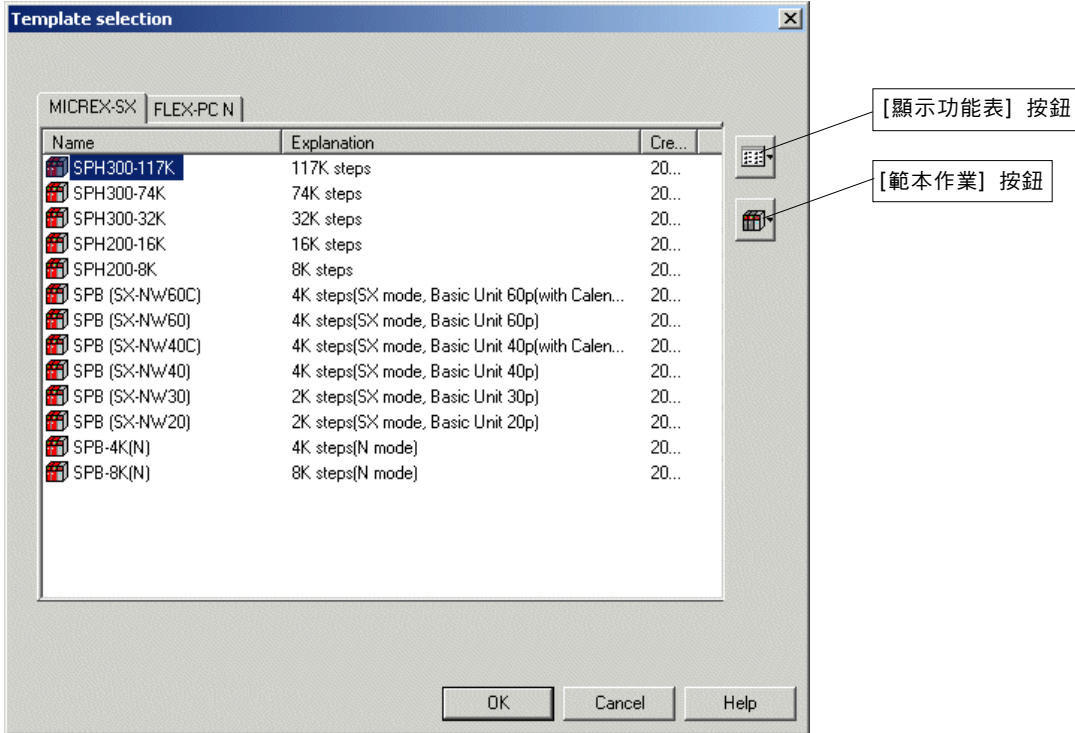 Template selection
MICREX-SX FLEX-PC N
[顯示功能表] 按鈕
Name Explanation Cre...
SPH300-117K 117K steps 20...
[範本作業] 按鈕
SPH300-74K 74K steps 20...
SPH300-32K 32K steps 20...
SPH200-16K 16K steps 20...
SPH200-8K 8K steps 20...
SPB (SX-NW60C) 4K steps(SX mode, Basic Unit 60p(with Calen... 20...
SPB (SX-NW60) 4K steps(SX mode, Basic Unit 60p) 20...
SPB (SX-NW40C) 4K steps(SX mode, Basic Unit 40p(with Calen... 20...
SPB (SX-NW40) 4K steps(SX mode, Basic Unit 40p) 20...
SPB (SX-NW30) 2K steps(SX mode, Basic Unit 30p) 20...
SPB (SX-NW20) 2K steps(SX mode, Basic Unit 20p) 20...
SPB-4K(N) 4K steps(N mode) 20...
SPB-8K(N) 8K steps(N mode) 20...
OK Cancel Help